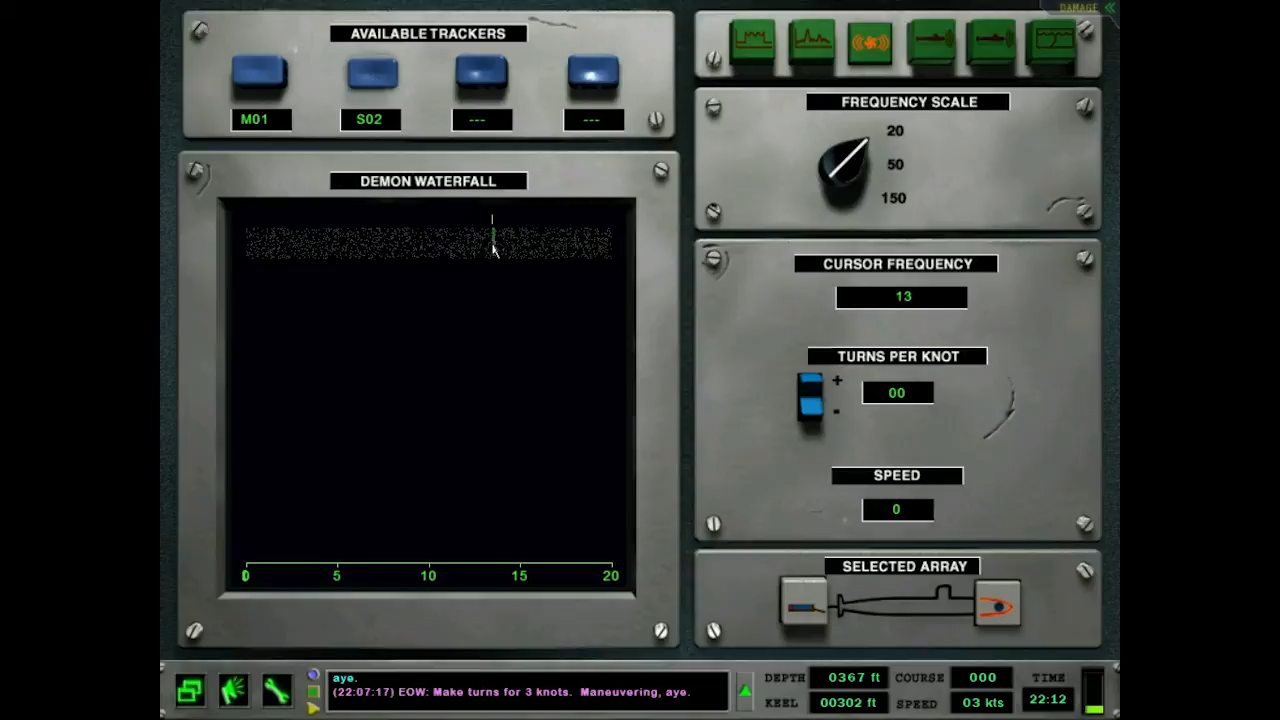 DAMAGE
AVAILABLE TRACKERS
M01 S02 --- ---
FREQUENCY SCALE
20
50
150
DEMON WATERFALL
0 5 10 15 20
CURSOR FREQUENCY
13
TURNS PER KNOT
+
-
00
SPEED
0
SELECTED ARRAY
aye.
(22:07:17) EOW: Make turns for 3 knots. Maneuvering, aye.
DEPTH 0367 ft COURSE 000 TIME
KEEL 00302 ft SPEED 03 kts 22:12